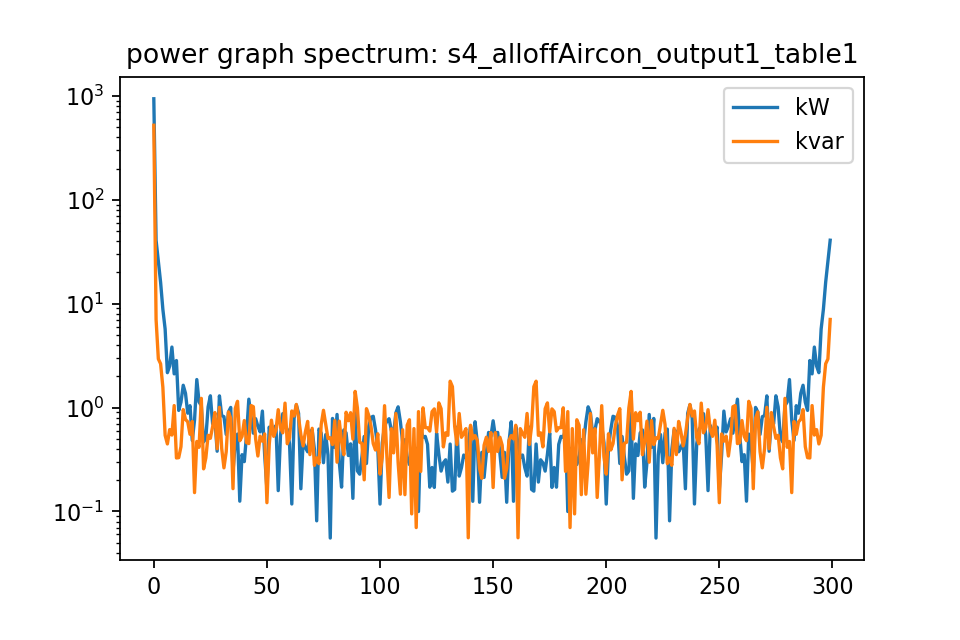 power graph spectrum: s4_alloffAircon_output1_table1
10³
10²
10¹
10⁰
10⁻¹
kW
kvar
0 50 100 150 200 250 300